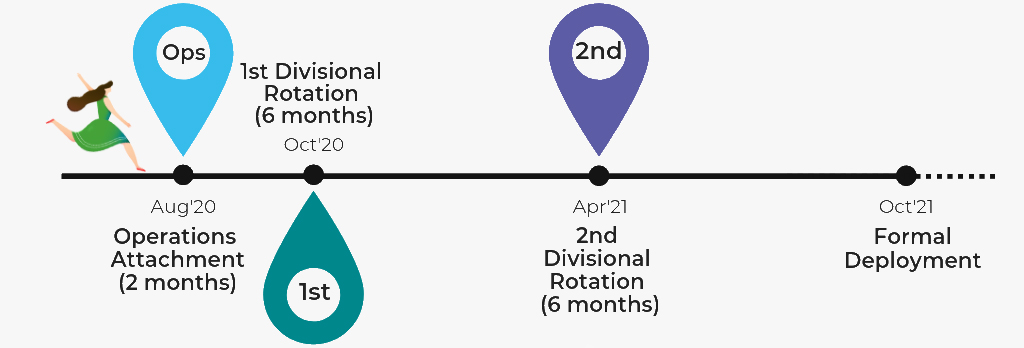 Ops
Aug'20
Operations
Attachment
(2 months)
1st Divisional
Rotation
(6 months)
Oct'20
1st
2nd
Apr'21
2nd
Divisional
Rotation
(6 months)
Oct'21
Formal
Deployment